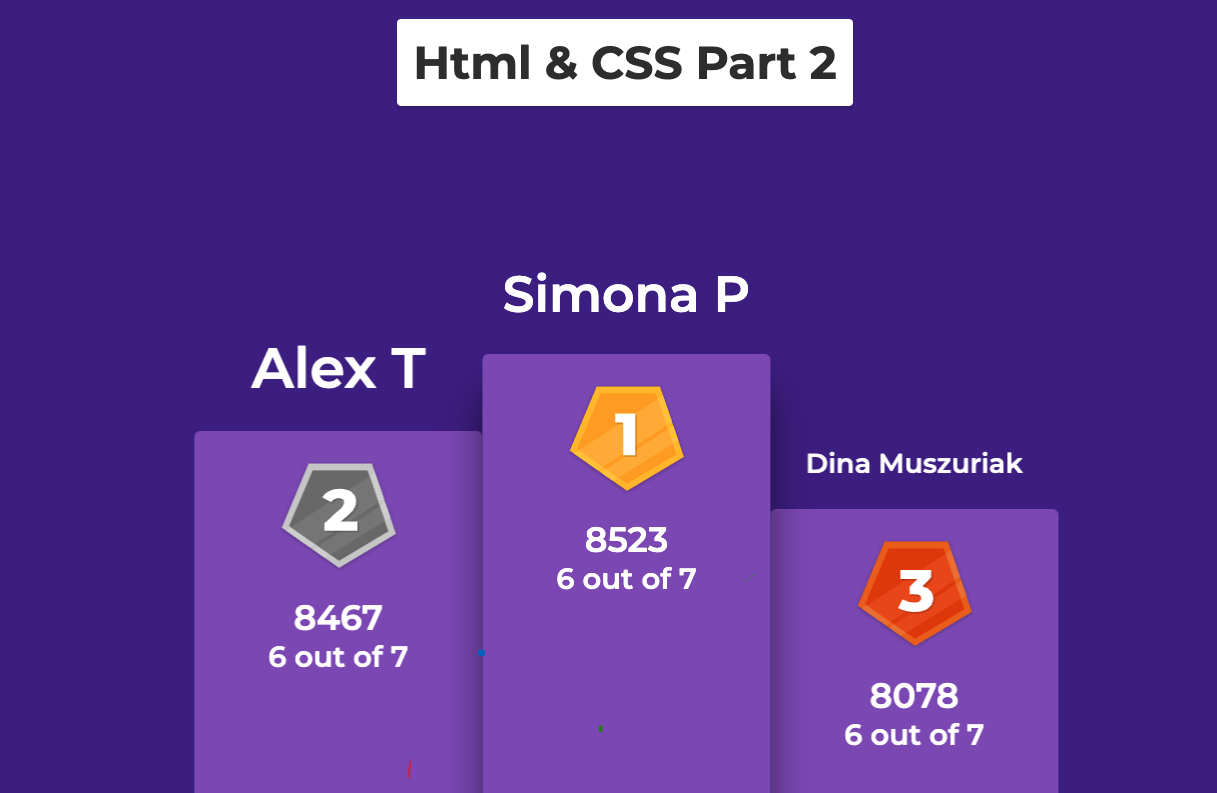 Html & CSS Part 2
Simona P
1
8523
6 out of 7
Alex T
2
8467
6 out of 7
Dina Muszuriak
3
8078
6 out of 7